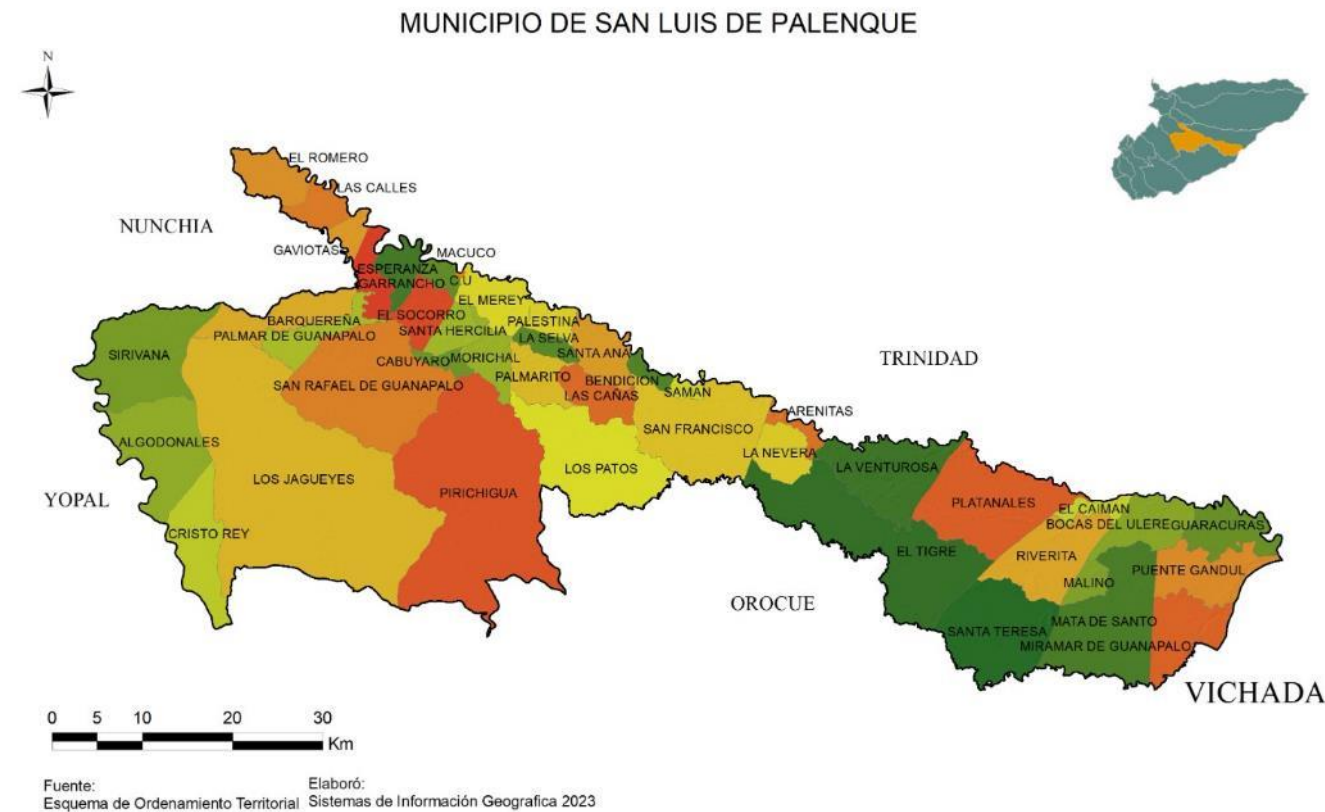 MUNICIPIO DE SAN LUIS DE PALENQUE
N
EL ROMERO
LAS CALLES
NUNCHIA
GAVIOTAS
MACUCO
ESPERANZA
C.U
GARRANCHO
EL MEREY
BARQUEREÑA
EL SOCORRO
PALESTINA
PALMAR DE GUANAPALO
SANTA HERCILIA
LA SELVA
SIRIVANA
CABUYARO
MORICHAL
SANTA ANA
TRINIDAD
SAN RAFAEL DE GUANAPALO
PALMARITO
BENDICION
LAS CAÑAS
SAMAN
ARENITAS
ALGODONALES
SAN FRANCISCO
LA NEVERA
LOS JAGUEYES
LOS PATOS
LA VENTUROSA
YOPAL
PIRICHIGUA
PLATANALES
EL CAIMAN
BOCAS DEL ULERE
GUARACURAS
CRISTO REY
EL TIGRE
RIVERITA
PUENTE GANDUL
MALINO
OROCUE
SANTA TERESA
MATA DE SANTO
MIRAMAR DE GUANAPALO
VICHADA
0 5 10 20 30
Km
Fuente:
Esquema de Ordenamiento Territorial
Elaboró:
Sistemas de Información Geografica 2023